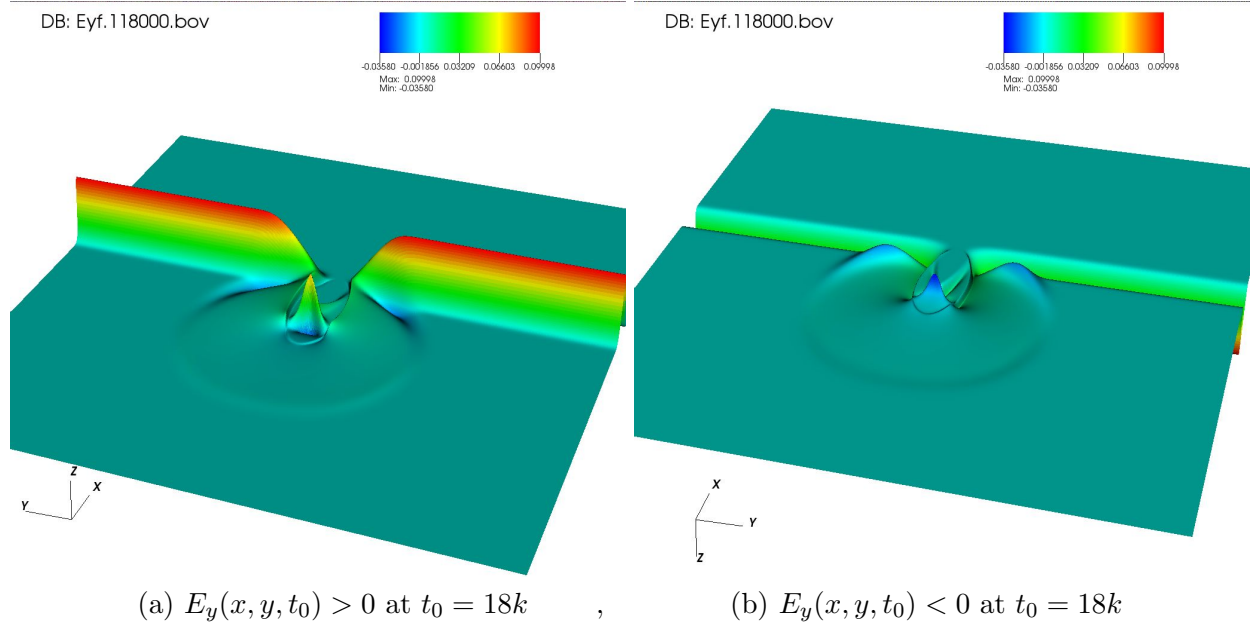 DB: Eyf.118000.bov
-0.03580 -0.001856 0.03209 0.06603 0.09998
Max: 0.09998
Min: -0.03580
Z
X
Y
(a) E_y(x, y, t_0) > 0 at t_0 = 18k ,
DB: Eyf.118000.bov
-0.03580 -0.001856 0.03209 0.06603 0.09998
Max: 0.09998
Min: -0.03580
X
Y
Z
(b) E_y(x, y, t_0) < 0 at t_0 = 18k